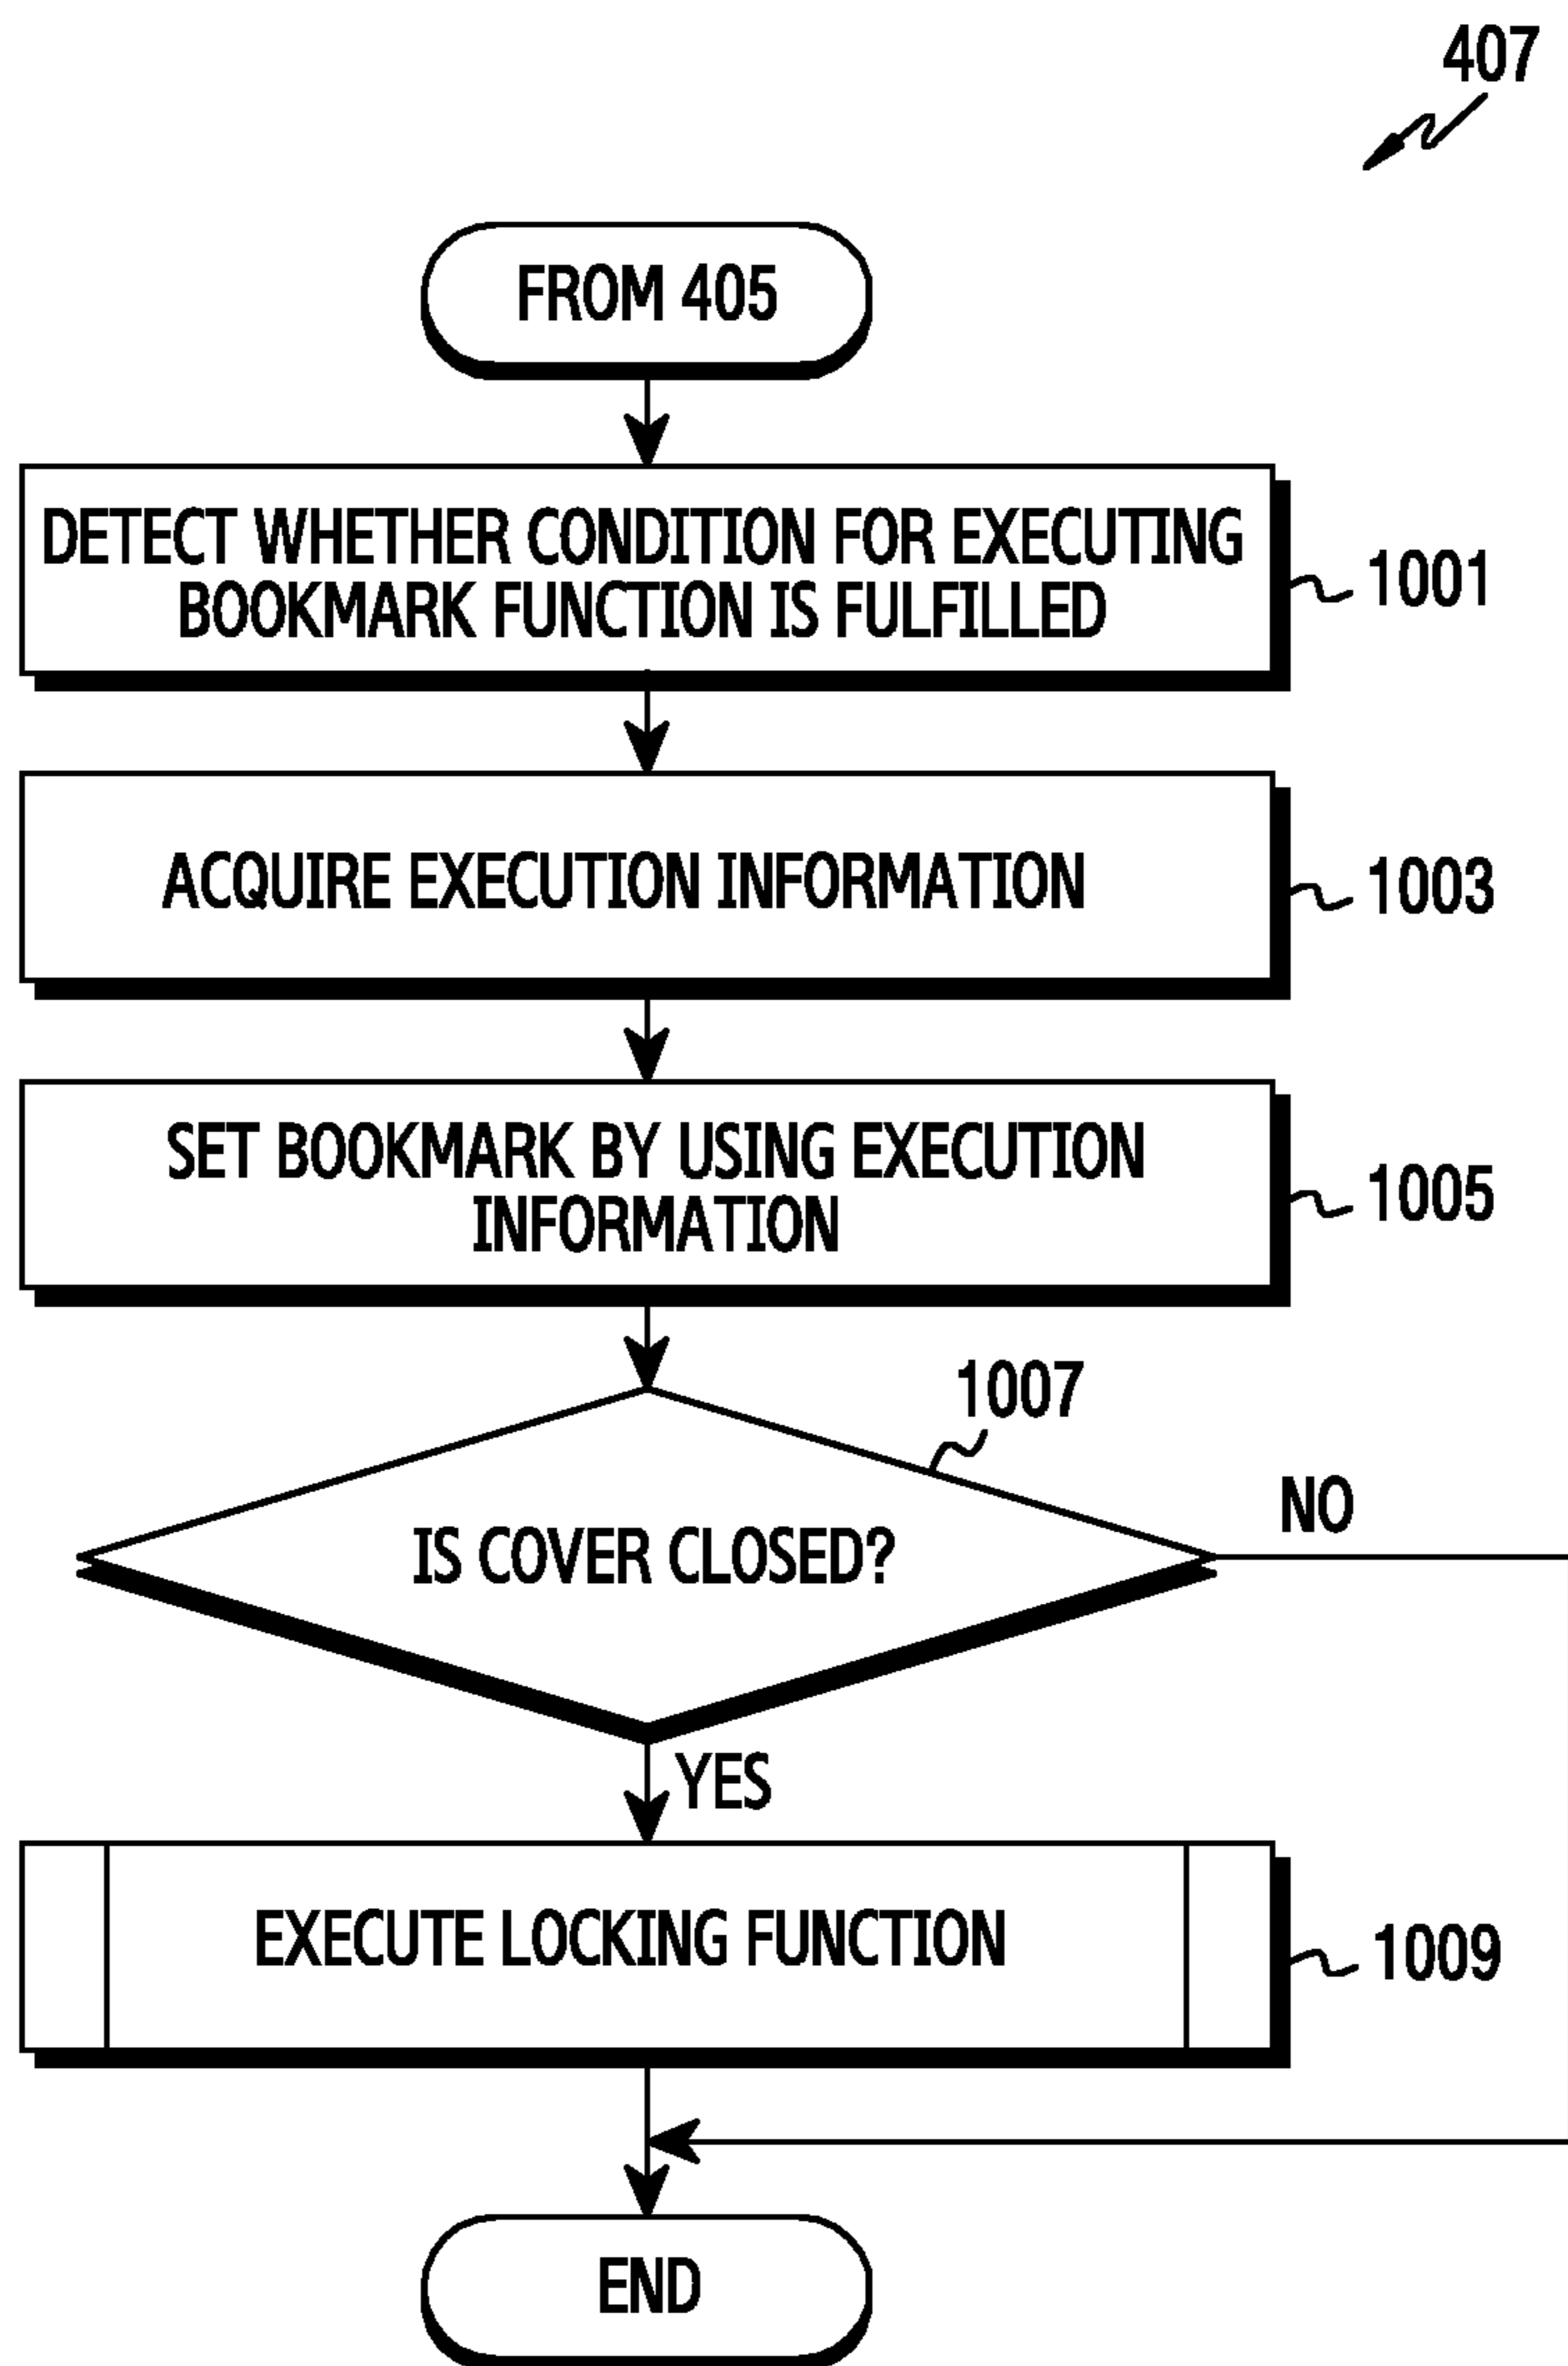 407
FROM 405
DETECT WHETHER CONDITION FOR EXECUTING
BOOKMARK FUNCTION IS FULFILLED
1001
ACQUIRE EXECUTION INFORMATION
1003
SET BOOKMARK BY USING EXECUTION
INFORMATION
1005
1007
IS COVER CLOSED?
NO
YES
EXECUTE LOCKING FUNCTION
1009
END